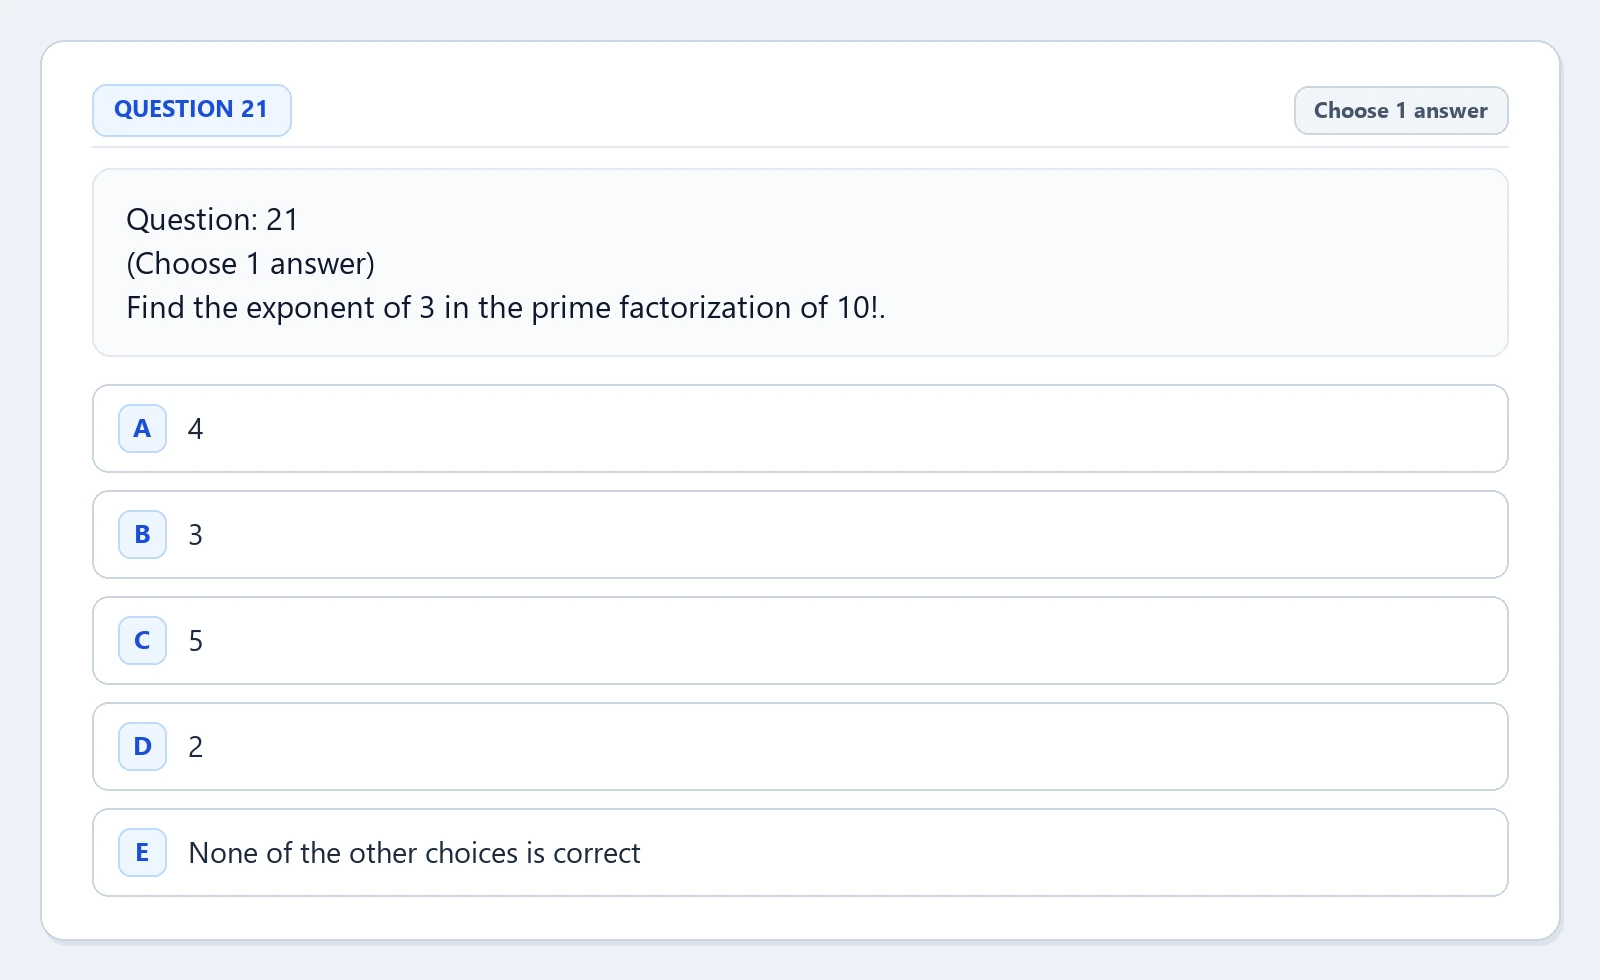 QUESTION 21
Choose 1 answer
Question: 21
(Choose 1 answer)
Find the exponent of 3 in the prime factorization of 10!.
A 4
B 3
C 5
D 2
E None of the other choices is correct